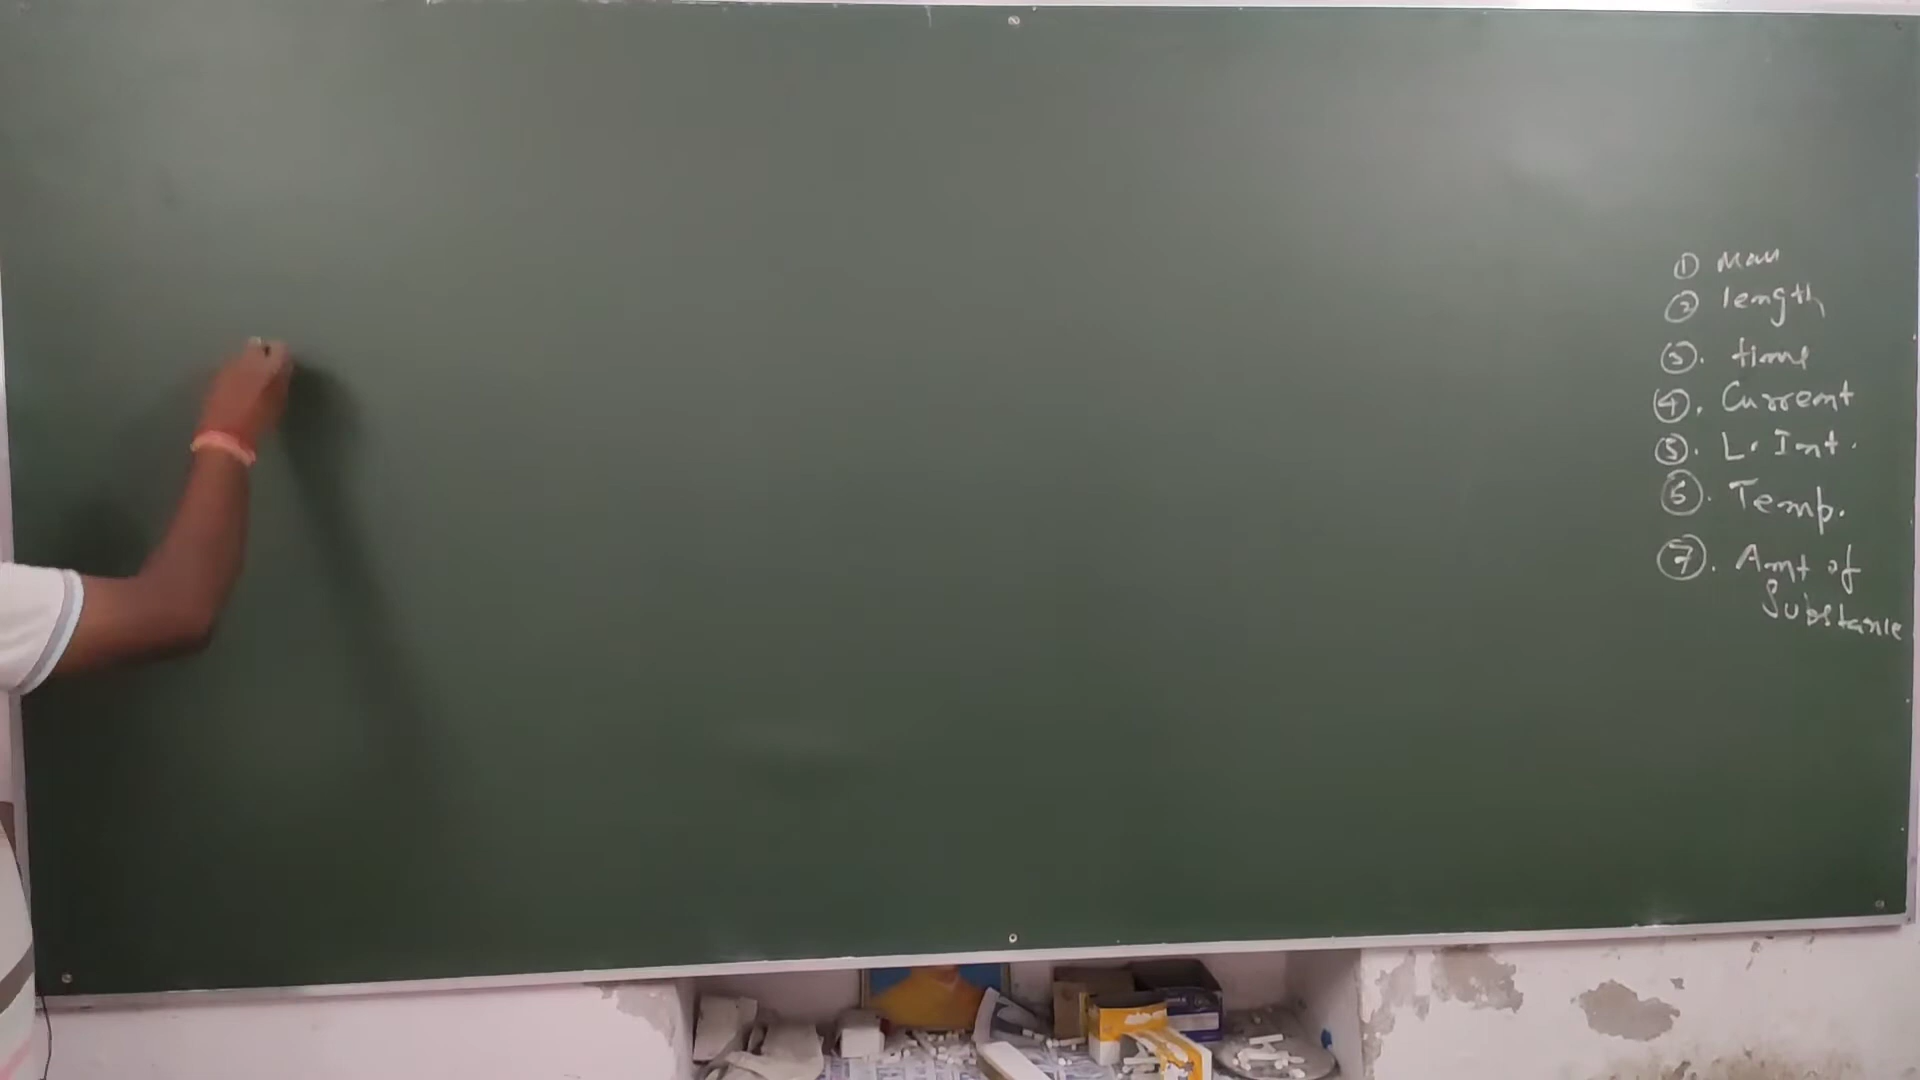 ① Mass
② length
③. time
④. Current
⑤. L. Int.
⑥. Temp.
⑦. Amt of
Substance